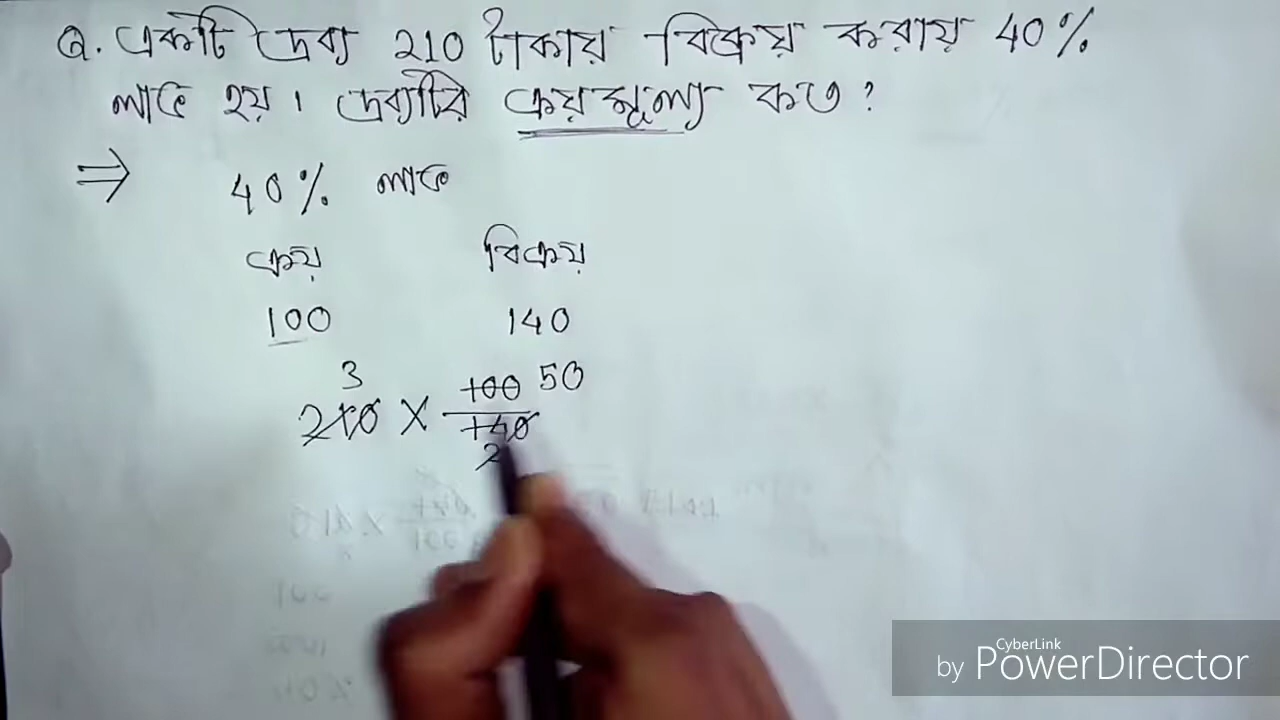 Q. একটি দ্রব্য 210 টাকায় বিক্রয় করায় 40%
লাভ হয়। দ্রব্যটির ক্রয়মূল্য কত?
⇒ 40% লাভে
ক্রয় বিক্রয়
100 140
3 50
210 × 100/140
2
CyberLink
by PowerDirector